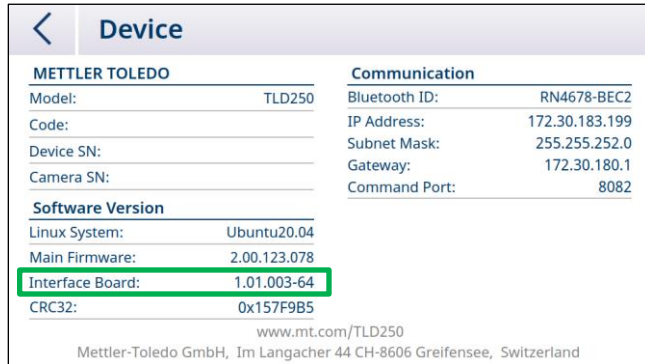 Device
METTLER TOLEDO
Model: TLD250
Code:
Device SN:
Camera SN:
Software Version
Linux System: Ubuntu20.04
Main Firmware: 2.00.123.078
Interface Board: 1.01.003-64
CRC32: 0x157F9B5
Communication
Bluetooth ID: RN4678-BEC2
IP Address: 172.30.183.199
Subnet Mask: 255.255.252.0
Gateway: 172.30.180.1
Command Port: 8082
www.mt.com/TLD250
Mettler-Toledo GmbH, Im Langacher 44 CH-8606 Greifensee, Switzerland